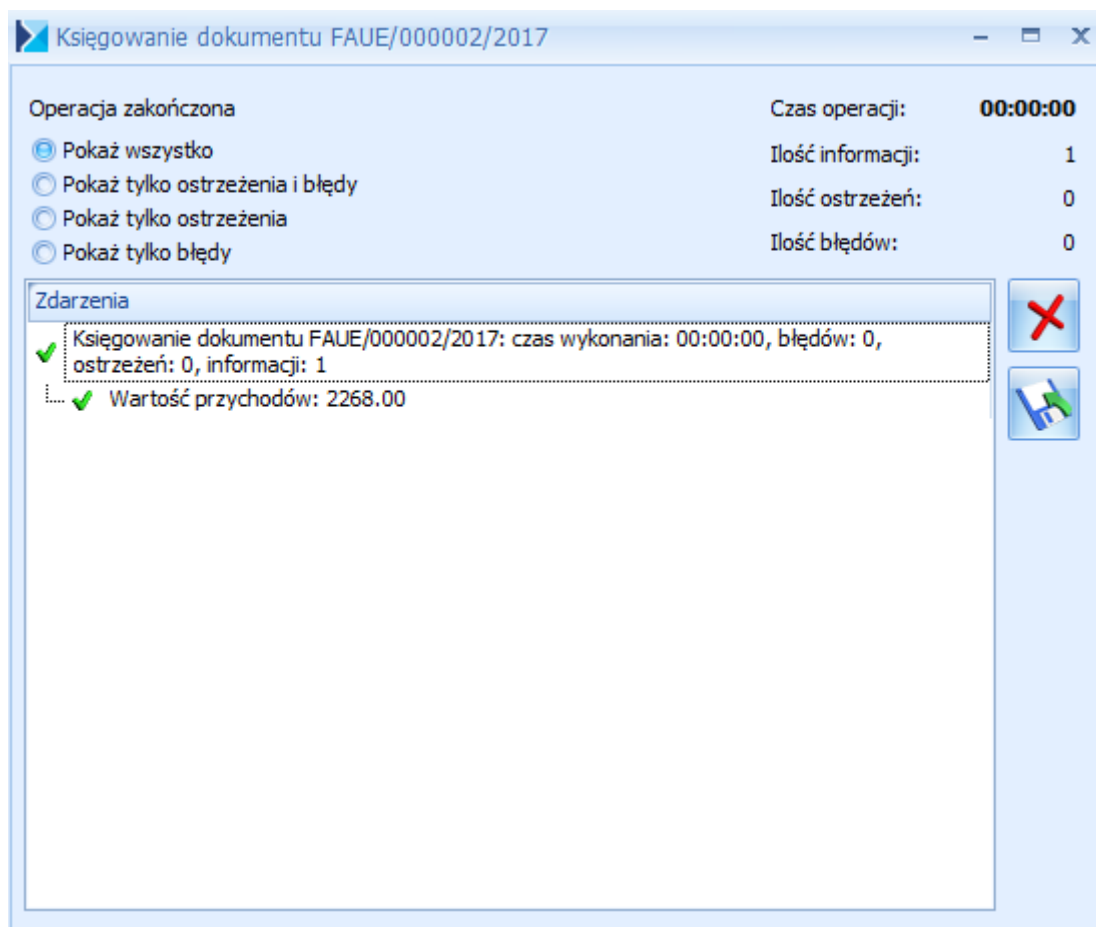 Księgowanie dokumentu FAUE/000002/2017
Operacja zakończona
Pokaż wszystko
Pokaż tylko ostrzeżenia i błędy
Pokaż tylko ostrzeżenia
Pokaż tylko błędy
Czas operacji: 00:00:00
Ilość informacji: 1
Ilość ostrzeżeń: 0
Ilość błędów: 0
Zdarzenia
Księgowanie dokumentu FAUE/000002/2017: czas wykonania: 00:00:00, błędów: 0,
ostrzeżeń: 0, informacji: 1
Wartość przychodów: 2268.00